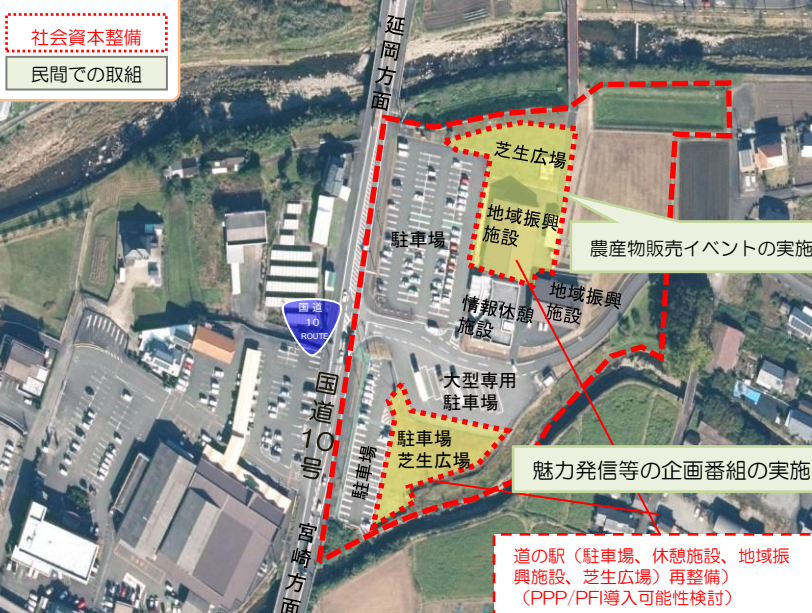 社会資本整備
民間での取組
延岡方面
芝生広場
地域振興
施設
駐車場
農産物販売イベントの実施
地域振興
施設
情報休憩
施設
国道
10
ROUTE
大型専用
駐車場
国道10号
駐車場
芝生広場
駐車場
魅力発信等の企画番組の実施
宮崎方面
道の駅（駐車場、休憩施設、地域振
興施設、芝生広場）再整備）
（PPP/PFI導入可能性検討）